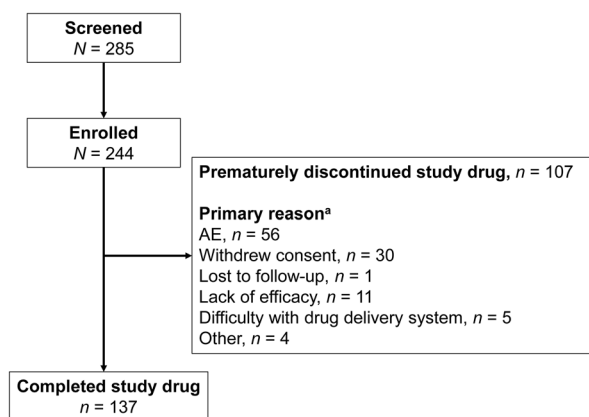 Screened
N = 285
Enrolled
N = 244
Prematurely discontinued study drug, n = 107
Primary reasonᵃ
AE, n = 56
Withdrew consent, n = 30
Lost to follow-up, n = 1
Lack of efficacy, n = 11
Difficulty with drug delivery system, n = 5
Other, n = 4
Completed study drug
n = 137